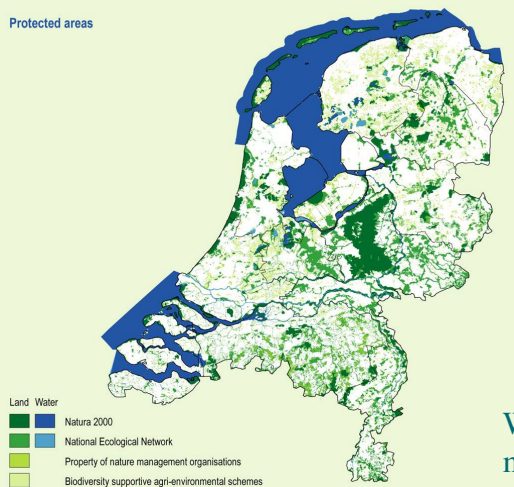 Protected areas
Land Water
Natura 2000
National Ecological Network
Property of nature management organisations
Biodiversity supportive agri-environmental schemes